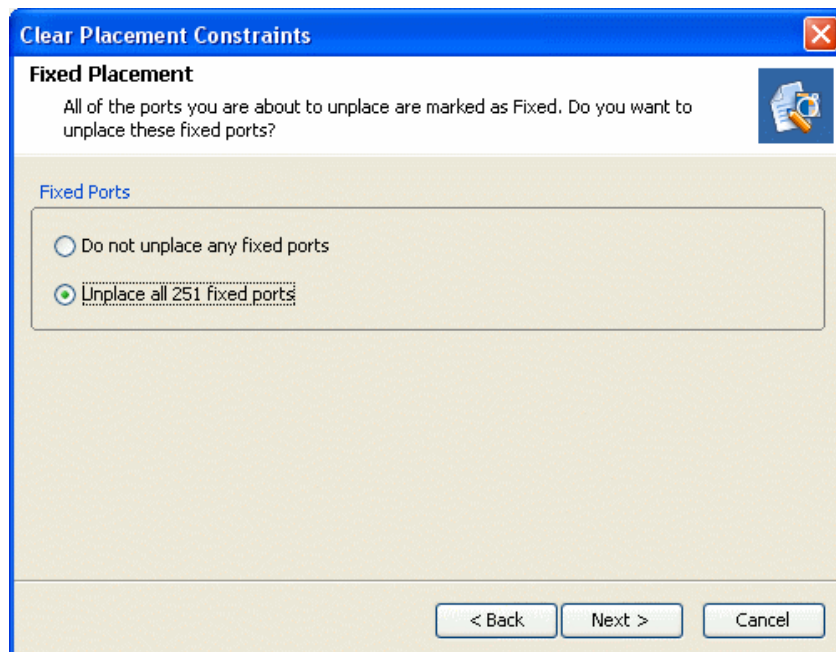 Clear Placement Constraints
Fixed Placement
All of the ports you are about to unplace are marked as Fixed. Do you want to
unplace these fixed ports?
Fixed Ports
Do not unplace any fixed ports
Unplace all 251 fixed ports
< Back
Next >
Cancel